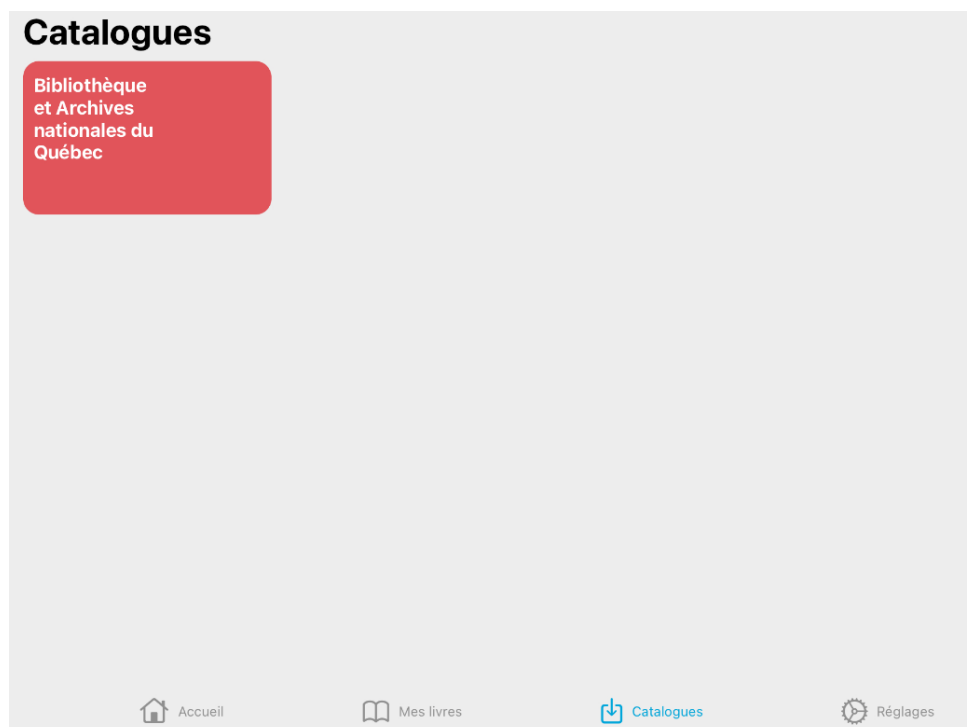 Catalogues
Bibliothèque
et Archives
nationales du
Québec
Accueil
Mes livres
Catalogues
Réglages